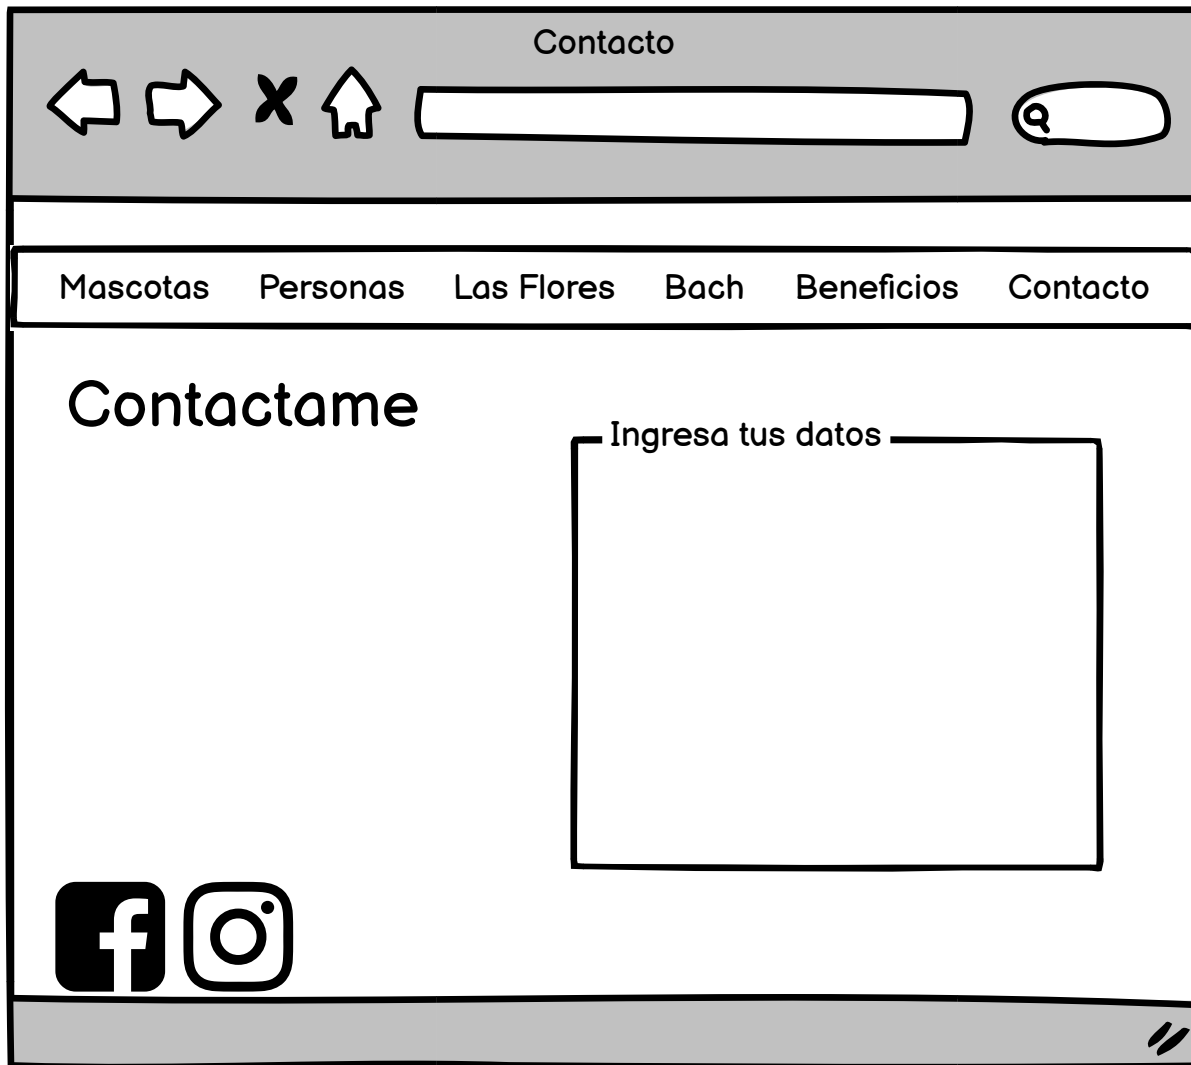 Contacto
Mascotas Personas Las Flores Bach Beneficios Contacto
Contactame
Ingresa tus datos